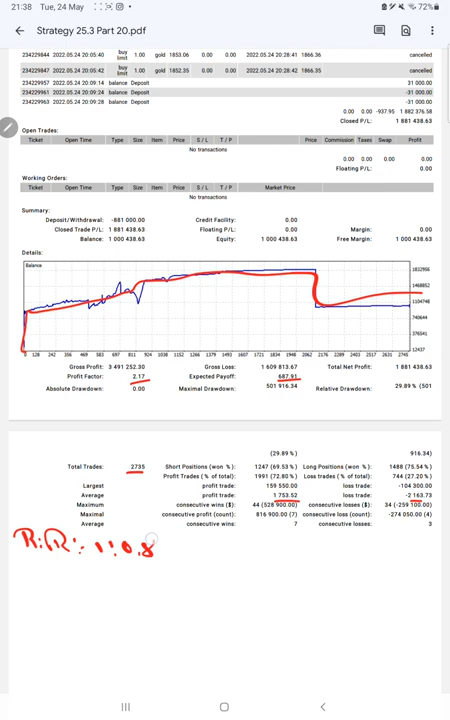 21:38 Tue, 24 May 72%
Strategy 25.3 Part 20.pdf
234229844 2022.05.24 20:05:40 buy limit 1.00 gold 1853.06 0.00 0.00 2022.05.24 20:28:41 1866.36 cancelled
234229847 2022.05.24 20:05:42 buy limit 1.00 gold 1852.35 0.00 0.00 2022.05.24 20:28:42 1866.35 cancelled
234229957 2022.05.24 20:09:14 balance Deposit 31 000.00
234229961 2022.05.24 20:09:24 balance Deposit -31 000.00
234229963 2022.05.24 20:09:28 balance Deposit -31 000.00
0.00 0.00 -937.95 1 882 376.58
Closed P/L: 1 881 438.63
Open Trades:
Ticket Open Time Type Size Item Price S / L T / P Price Commission Taxes Swap Profit
No transactions
0.00 0.00 0.00 0.00
Floating P/L: 0.00
Working Orders:
Ticket Open Time Type Size Item Price S / L T / P Market Price
No transactions
Summary:
Deposit/Withdrawal: -881 000.00 Credit Facility: 0.00
Closed Trade P/L: 1 881 438.63 Floating P/L: 0.00 Margin: 0.00
Balance: 1 000 438.63 Equity: 1 000 438.63 Free Margin: 1 000 438.63
Details:
Balance
1832956
1468852
1104748
740644
376541
12437
0 128 242 356 469 583 697 811 924 1038 1152 1266 1379 1493 1607 1721 1834 1948 2062 2176 2289 2403 2517 2631 2745
Gross Profit: 3 491 252.30 Gross Loss: 1 609 813.67 Total Net Profit: 1 881 438.63
Profit Factor: 2.17 Expected Payoff: 687.91
Absolute Drawdown: 0.00 Maximal Drawdown: 501 916.34 Relative Drawdown: 29.89% (501
(29.89%) 916.34)
Total Trades: 2735 Short Positions (won %): 1247 (69.53%) Long Positions (won %): 1488 (75.54%)
Profit Trades (% of total): 1991 (72.80%) Loss trades (% of total): 744 (27.20%)
Largest profit trade: 159 550.00 loss trade: -104 300.00
Average profit trade: 1 753.52 loss trade: -2 163.73
Maximum consecutive wins ($): 44 (528 900.00) consecutive losses ($): 34 (-259 100.00)
Maximal consecutive profit (count): 816 900.00 (7) consecutive loss (count): -274 050.00 (4)
Average consecutive wins: 7 consecutive losses: 3
R:R:- 1:0.8